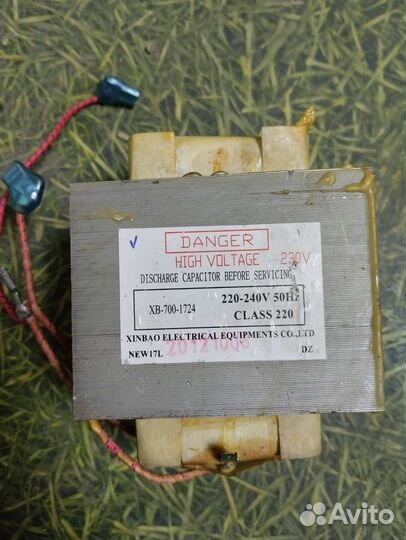 V
DANGER
HIGH VOLTAGE 230V
DISCHARGE CAPACITOR BEFORE SERVICING
XB-700-1724
220-240V 50Hz
CLASS 220
XINBAO ELECTRICAL EQUIPMENTS CO.,LTD
20121008
NEW17L
DZ
Avito